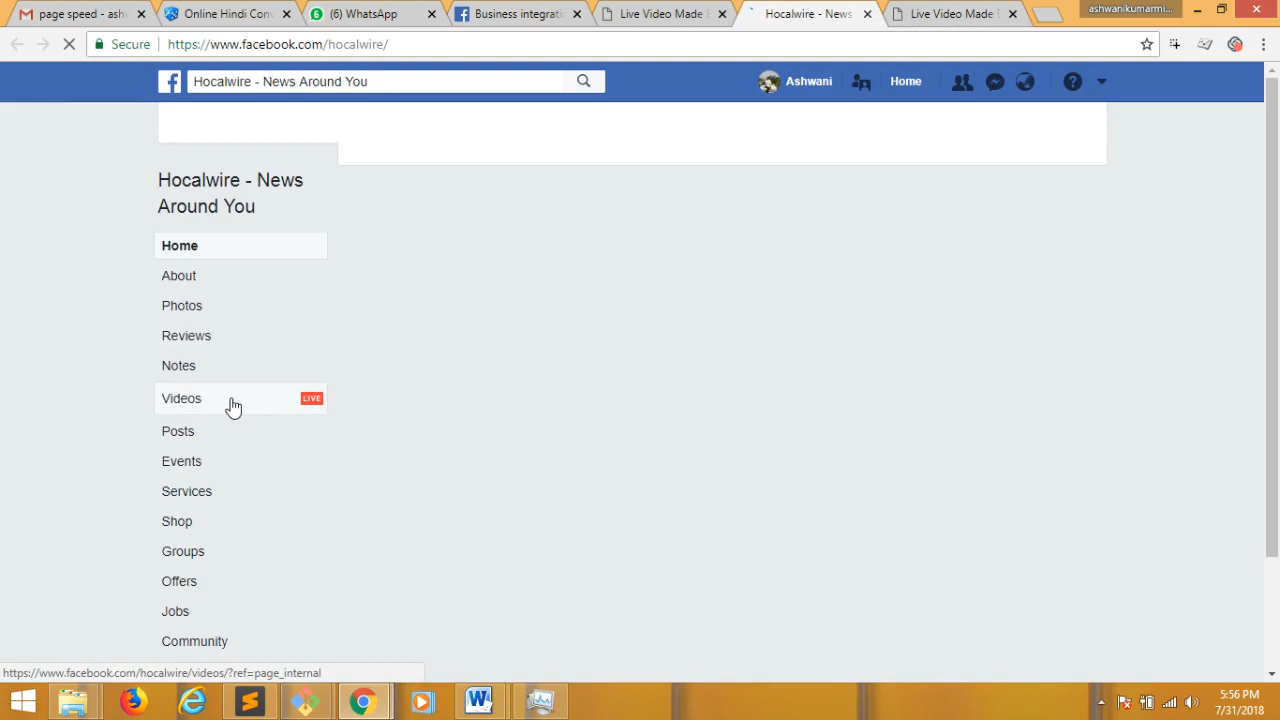 page speed - ashw
Online Hindi Conv
(6) WhatsApp
Business integratio
Live Video Made E
Hocalwire - News
Live Video Made E
ashwanikumarmi...
Secure
https://www.facebook.com/hocalwire/
Hocalwire - News Around You
Ashwani
Home
Hocalwire - News
Around You
Home
About
Photos
Reviews
Notes
Videos
LIVE
Posts
Events
Services
Shop
Groups
Offers
Jobs
Community
https://www.facebook.com/hocalwire/videos/?ref=page_internal
5:56 PM
7/31/2018